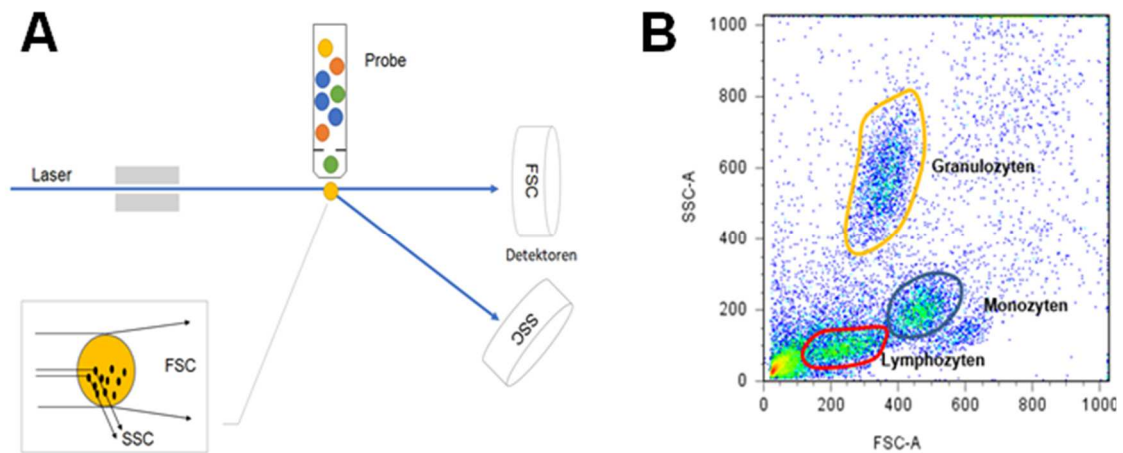 A
Probe
Laser
FSC
Detektoren
SSC
FSC
SSC
B
1000
800
600
400
200
0
SSC-A
Granulozyten
Monozyten
Lymphozyten
0 200 400 600 800 1000
FSC-A